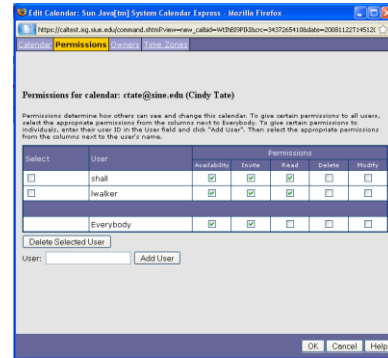 Edit Calendar: Sun Java[tm] System Calendar Express - Mozilla Firefox
Calendar Permissions Owners Time Zones
Permissions for calendar: ctate@siue.edu (Cindy Tate)
Permissions determine how others can see and change this calendar. To give certain permissions to all users,
select the appropriate permissions from the columns next to Everybody. To give certain permissions to
individuals, enter their user ID in the User field and click "Add User". Then select the appropriate permissions
from the columns next to the user's name.
Select User Permissions
Availability Invite Read Delete Modify
shall
lwalker
Everybody
Delete Selected User
User: Add User
OK Cancel Help